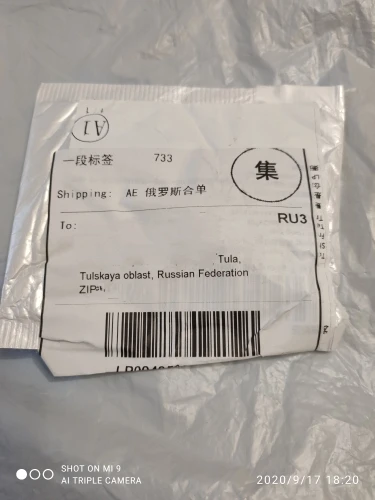 A1
一段标签 733
集
Shipping: AE 俄罗斯合单
RU3
To:
Tula,
Tulskaya oblast, Russian Federation
ZIP
SHOT ON MI 9
AI TRIPLE CAMERA
2020/9/17 18:20